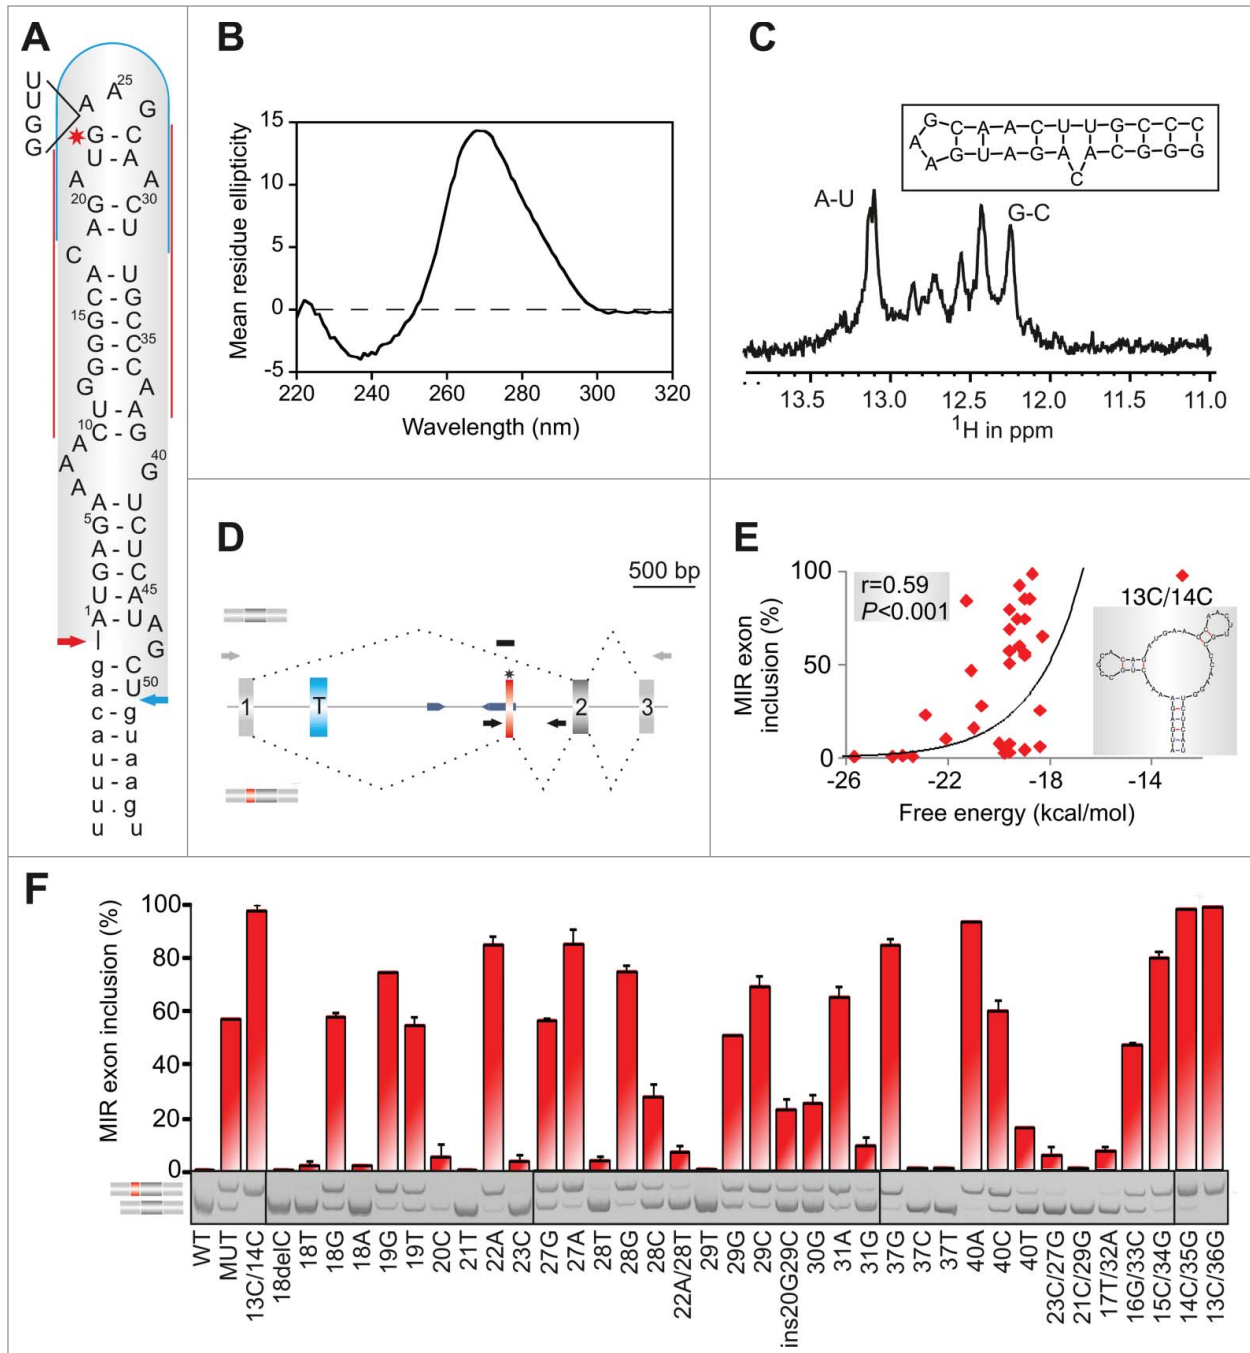 A
U
U
G
G
A A 25 G
G - C
U - A
A A
20 G - C 30
A - U
C
A - U
C - G
15 G - C
G - C 35
G - C
G A
U - A
10 C - G
A
A G 40
A
A - U
5 G - C
A - U
G - C
U - A 45
1 A - U A
I G
g C
a U 50
c g
a u
u a
u a
u . g
u u
B
Mean residue ellipticity
15
10
5
0
-5
220 240 260 280 300 320
Wavelength (nm)
C
G C A A C U U G C C C
A
A G U A G A A C G G G
C
A-U
G-C
13.5 13.0 12.5 12.0 11.5 11.0
1H in ppm
D
500 bp
1 T 2 3
E
MIR exon
inclusion (%)
100
50
0
r=0.59
P<0.001
13C/14C
-26 -22 -18 -14
Free energy (kcal/mol)
F
MIR exon inclusion (%)
100
80
60
40
20
0
WT
MUT
13C/14C
18delC
18T
18G
18A
19G
19T
20C
21T
22A
23C
27G
27A
28T
28G
28C
22A/28T
29T
29G
29C
ins20G29C
30G
31A
31G
37G
37C
37T
40A
40C
40T
23C/27G
21C/29G
17T/32A
16G/33C
15C/34G
14C/35G
13C/36G